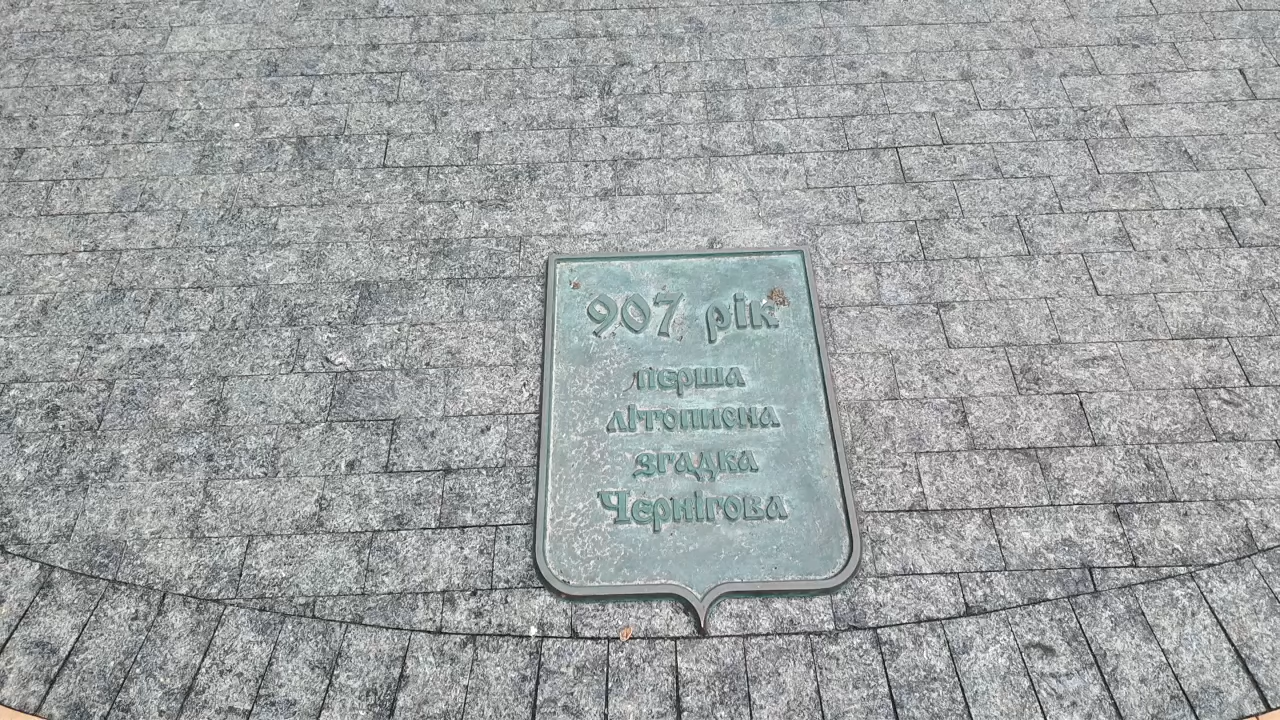 907 рік
перша
літописна
згадка
Чернігова